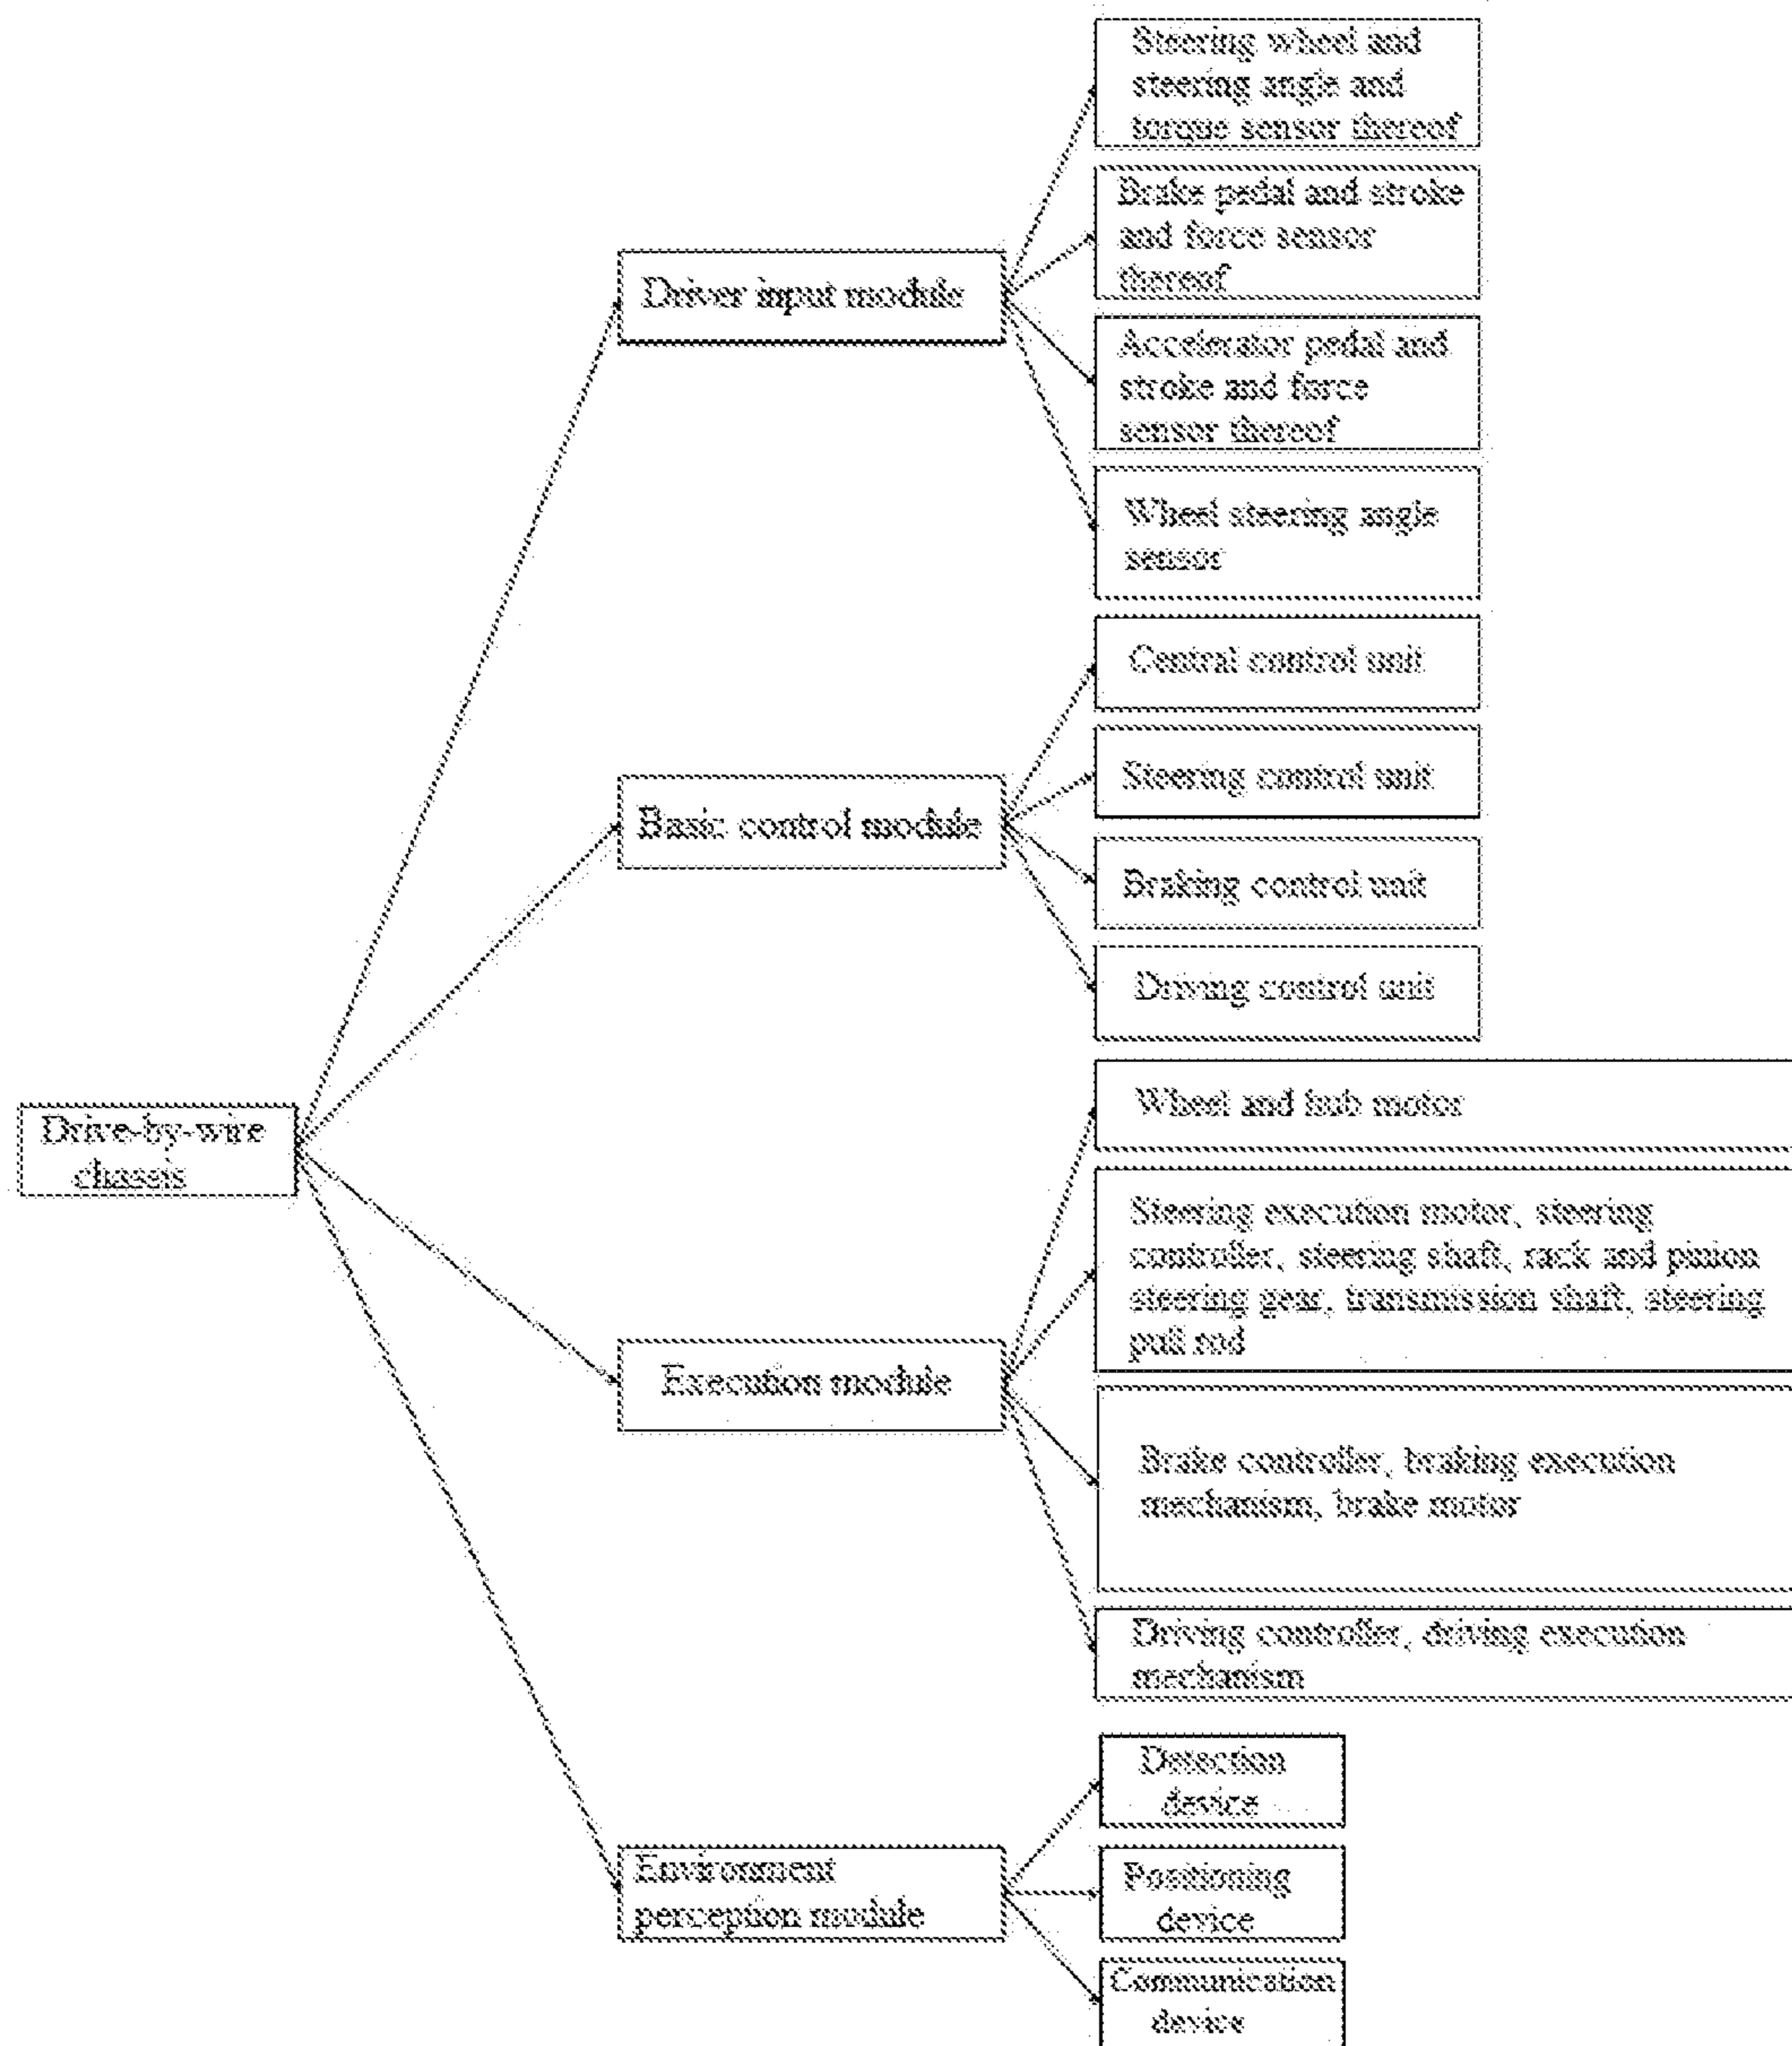 Steering wheel and
steering angle and
torque sensor thereof
Brake pedal and stroke
and force sensor
thereof
Driver input module
Accelerator pedal and
stroke and force
sensor thereof
Wheel steering angle
sensor
Central control unit
Steering control unit
Basic control module
Braking control unit
Driving control unit
Wheel and hub motor
Drive-by-wire
chassis
Steering execution motor, steering
controller, steering shaft, rack and pinion
steering gear, transmission shaft, steering
pull rod
Execution module
Brake controller, braking execution
mechanism, brake motor
Driving controller, driving execution
mechanism
Detection
device
Environment
perception module
Positioning
device
Communication
device